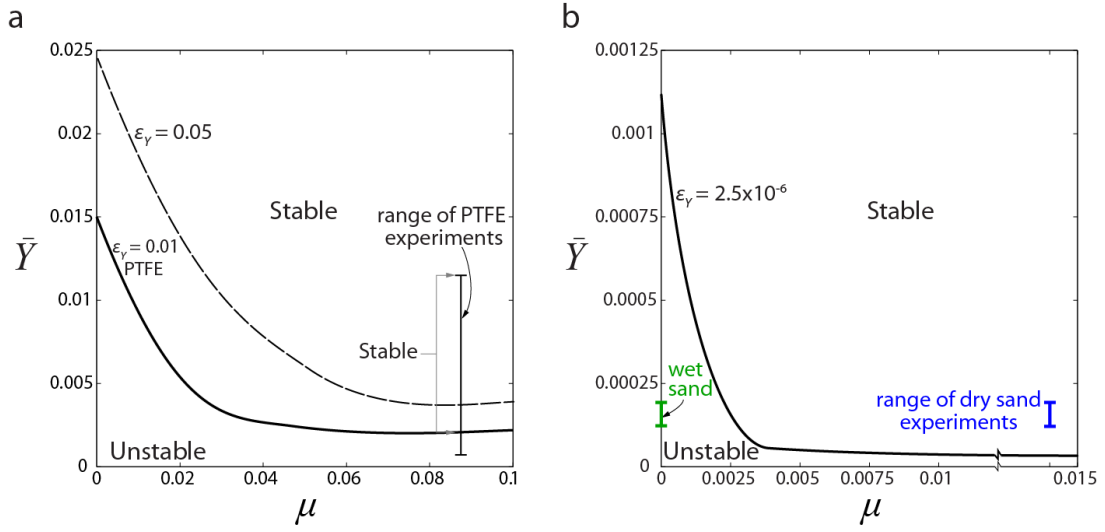 a
0.025
0.02
0.015
0.01
0.005
0
Ȳ
0
0.02
0.04
0.06
0.08
0.1
μ
εY = 0.05
εY = 0.01
PTFE
Stable
range of PTFE
experiments
Stable
Unstable
b
0.00125
0.001
0.00075
0.0005
0.00025
0
Ȳ
0
0.0025
0.005
0.0075
0.01
0.015
μ
εY = 2.5x10⁻⁶
Stable
wet
sand
range of dry sand
experiments
Unstable